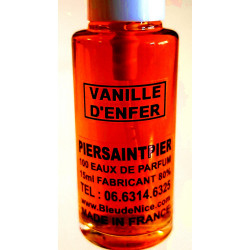 VANILLE
D'ENFER
PIERSAINTPIER
100 EAUX DE PARFUM
15ml FABRICANT 80%
TEL : 06.6314.6325
www.BleudeNice.com
MADE IN FRANCE